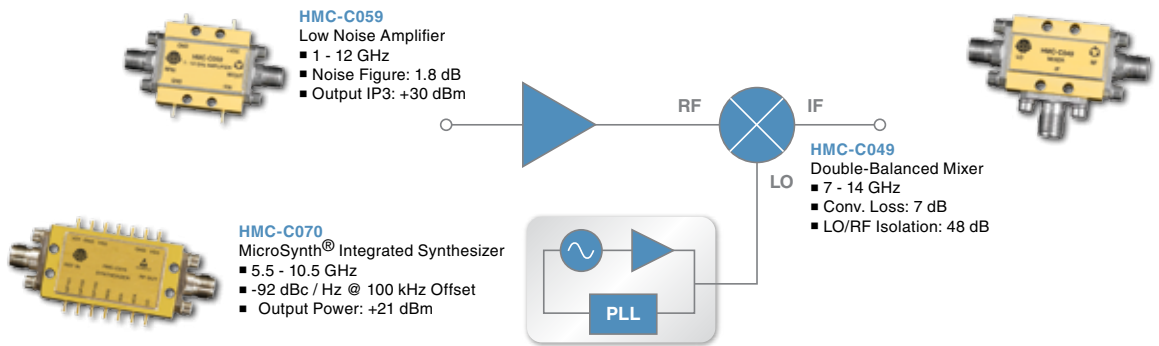 HMC-C059
Low Noise Amplifier
■ 1 - 12 GHz
■ Noise Figure: 1.8 dB
■ Output IP3: +30 dBm
RF
IF
LO
HMC-C049
MIXER
HMC-C049
Double-Balanced Mixer
■ 7 - 14 GHz
■ Conv. Loss: 7 dB
■ LO/RF Isolation: 48 dB
HMC-C070
MicroSynth® Integrated Synthesizer
■ 5.5 - 10.5 GHz
■ -92 dBc / Hz @ 100 kHz Offset
■ Output Power: +21 dBm
PLL